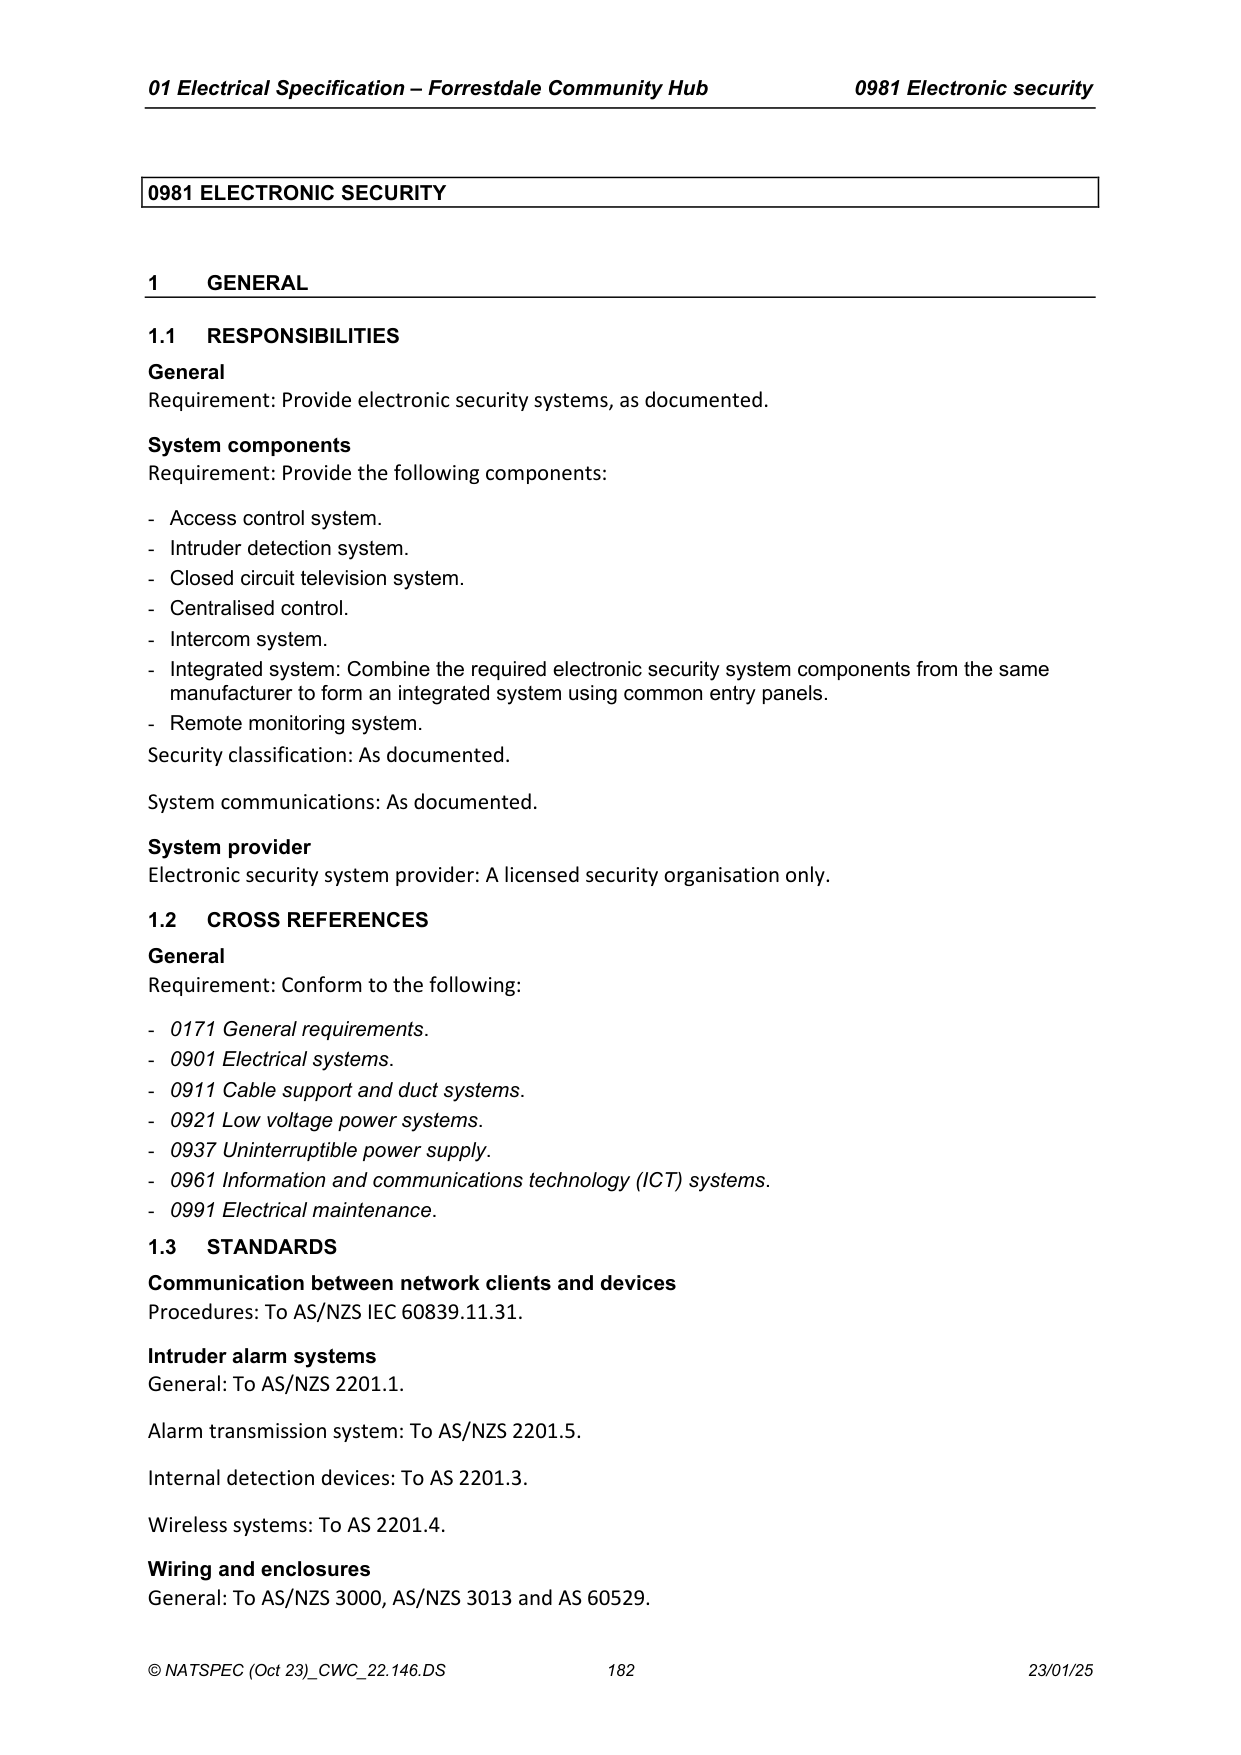 01 Electrical Specification – Forrestdale Community Hub 0981 Electronic security
0981 ELECTRONIC SECURITY
1 GENERAL
1.1 RESPONSIBILITIES
General
Requirement: Provide electronic security systems, as documented.
System components
Requirement: Provide the following components:
- Access control system.
- Intruder detection system.
- Closed circuit television system.
- Centralised control.
- Intercom system.
- Integrated system: Combine the required electronic security system components from the same
manufacturer to form an integrated system using common entry panels.
- Remote monitoring system.
Security classification: As documented.
System communications: As documented.
System provider
Electronic security system provider: A licensed security organisation only.
1.2 CROSS REFERENCES
General
Requirement: Conform to the following:
- 0171 General requirements.
- 0901 Electrical systems.
- 0911 Cable support and duct systems.
- 0921 Low voltage power systems.
- 0937 Uninterruptible power supply.
- 0961 Information and communications technology (ICT) systems.
- 0991 Electrical maintenance.
1.3 STANDARDS
Communication between network clients and devices
Procedures: To AS/NZS IEC 60839.11.31.
Intruder alarm systems
General: To AS/NZS 2201.1.
Alarm transmission system: To AS/NZS 2201.5.
Internal detection devices: To AS 2201.3.
Wireless systems: To AS 2201.4.
Wiring and enclosures
General: To AS/NZS 3000, AS/NZS 3013 and AS 60529.
© NATSPEC (Oct 23)_CWC_22.146.DS 182 23/01/25